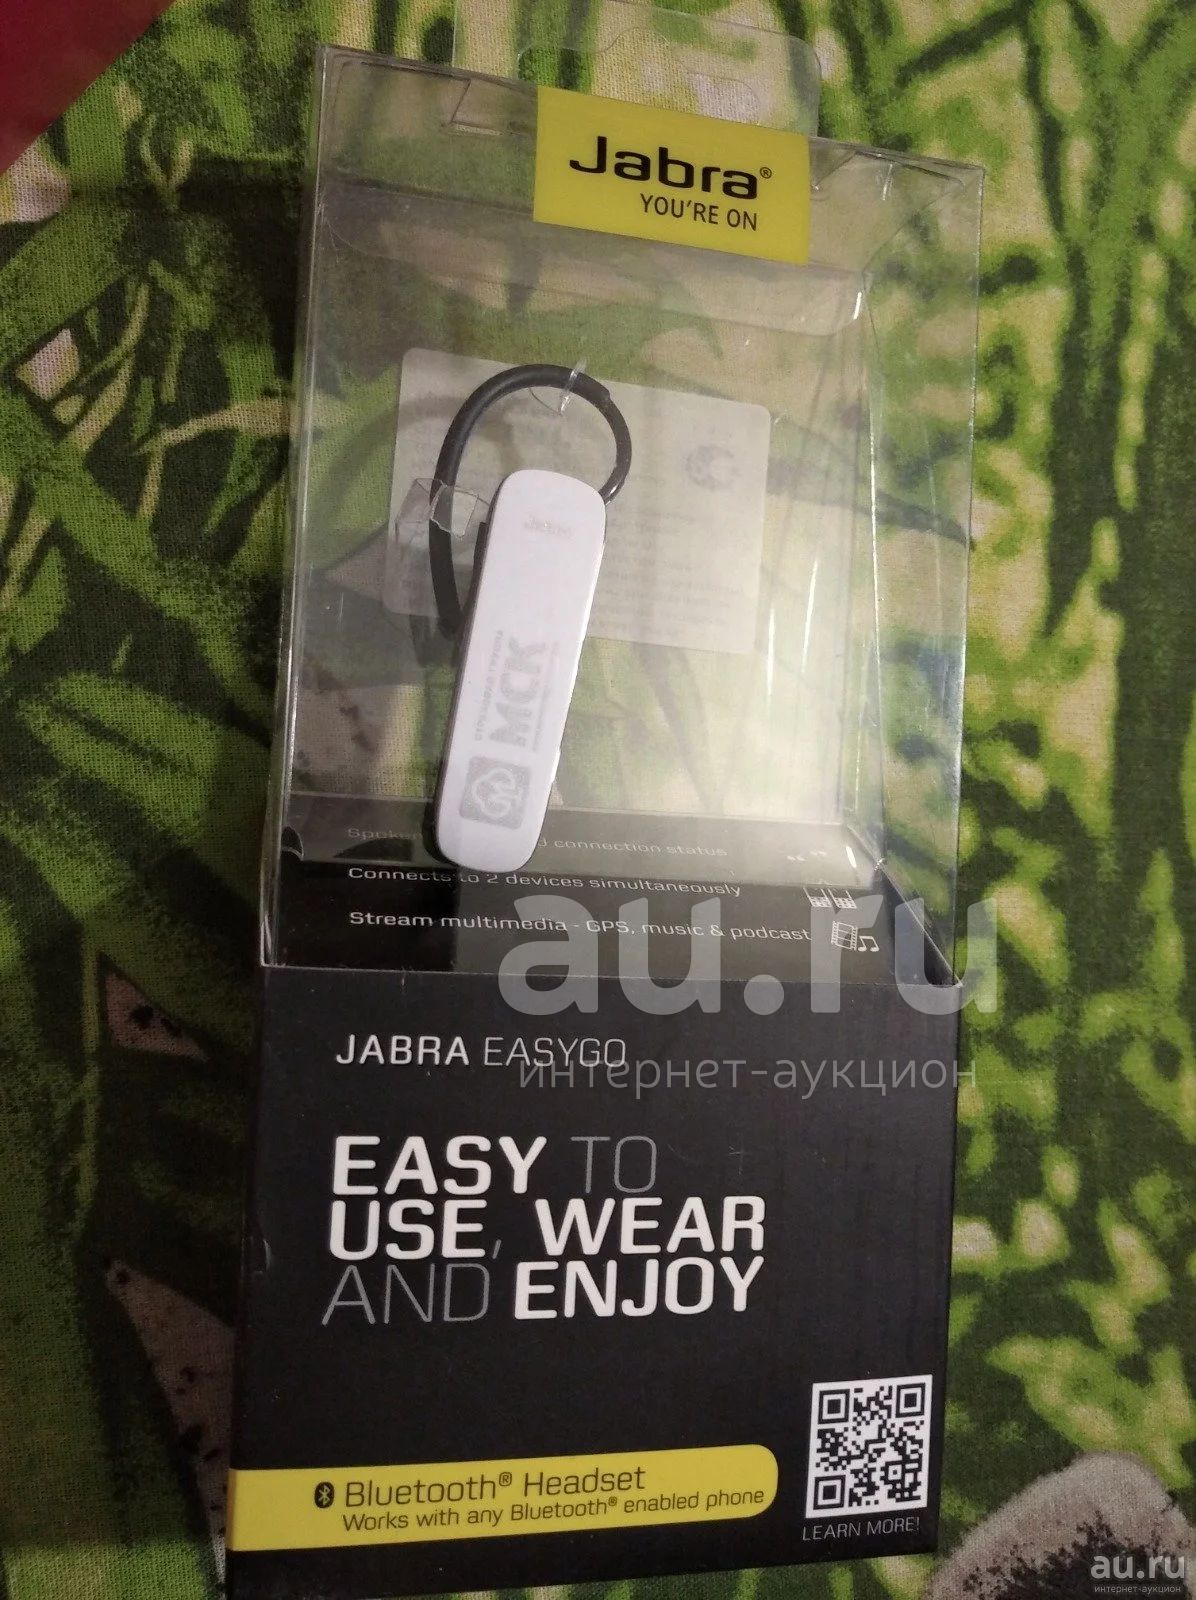 Jabra®
YOU'RE ON
МСК
connection status
Connects to 2 devices simultaneously
Stream multimedia - GPS, music & podcast
au.ru
интернет-аукцион
JABRA EASYGO
EASY TO
USE, WEAR
AND ENJOY
Bluetooth® Headset
Works with any Bluetooth® enabled phone
LEARN MORE!
au.ru
интернет-аукцион